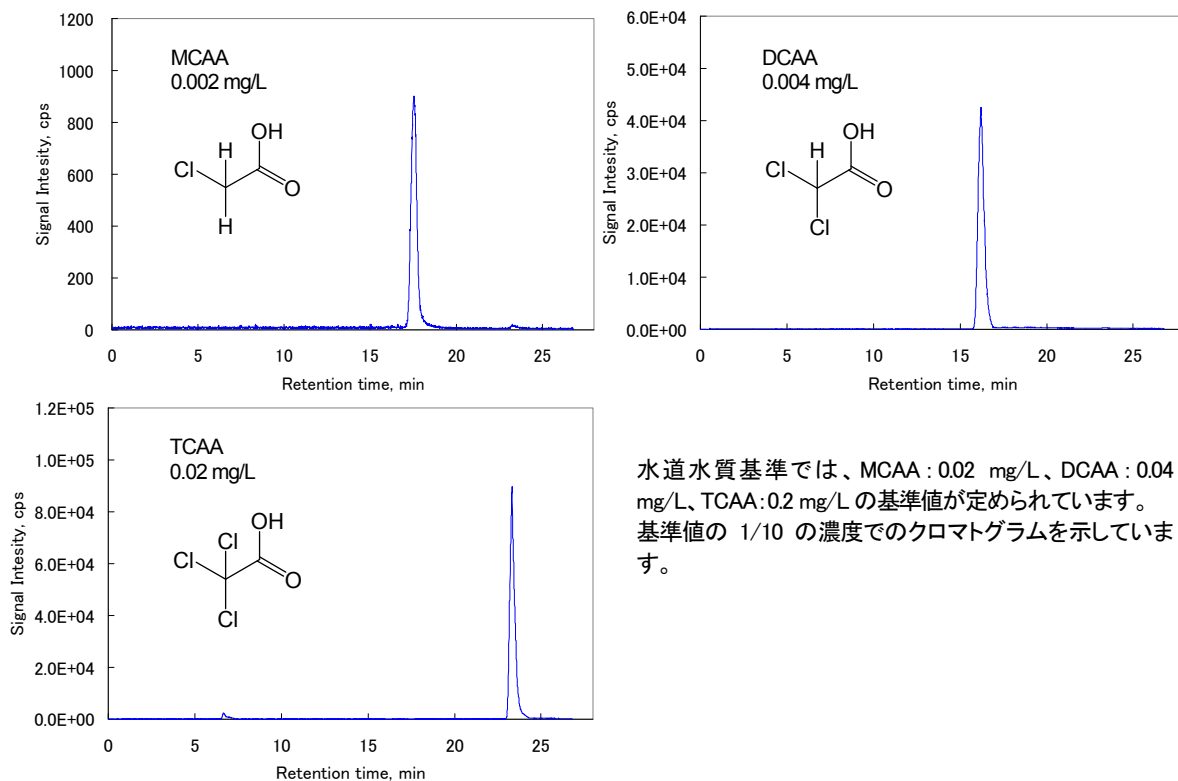 MCAA
0.002 mg/L
1200
1000
800
600
400
200
0
Signal Intesity, cps
0 5 10 15 20 25
Retention time, min
Cl
H
H
OH
O
DCAA
0.004 mg/L
6.0E+04
5.0E+04
4.0E+04
3.0E+04
2.0E+04
1.0E+04
0.0E+00
Signal Intesity, cps
0 5 10 15 20 25
Retention time, min
Cl
H
Cl
OH
O
TCAA
0.02 mg/L
1.2E+05
1.0E+05
8.0E+04
6.0E+04
4.0E+04
2.0E+04
0.0E+00
Signal Intesity, cps
0 5 10 15 20 25
Retention time, min
Cl
Cl
Cl
OH
O
水道水質基準では、MCAA：0.02 mg/L、DCAA：0.04
mg/L、TCAA：0.2 mg/L の基準値が定められています。
基準値の 1/10 の濃度でのクロマトグラムを示していま
す。